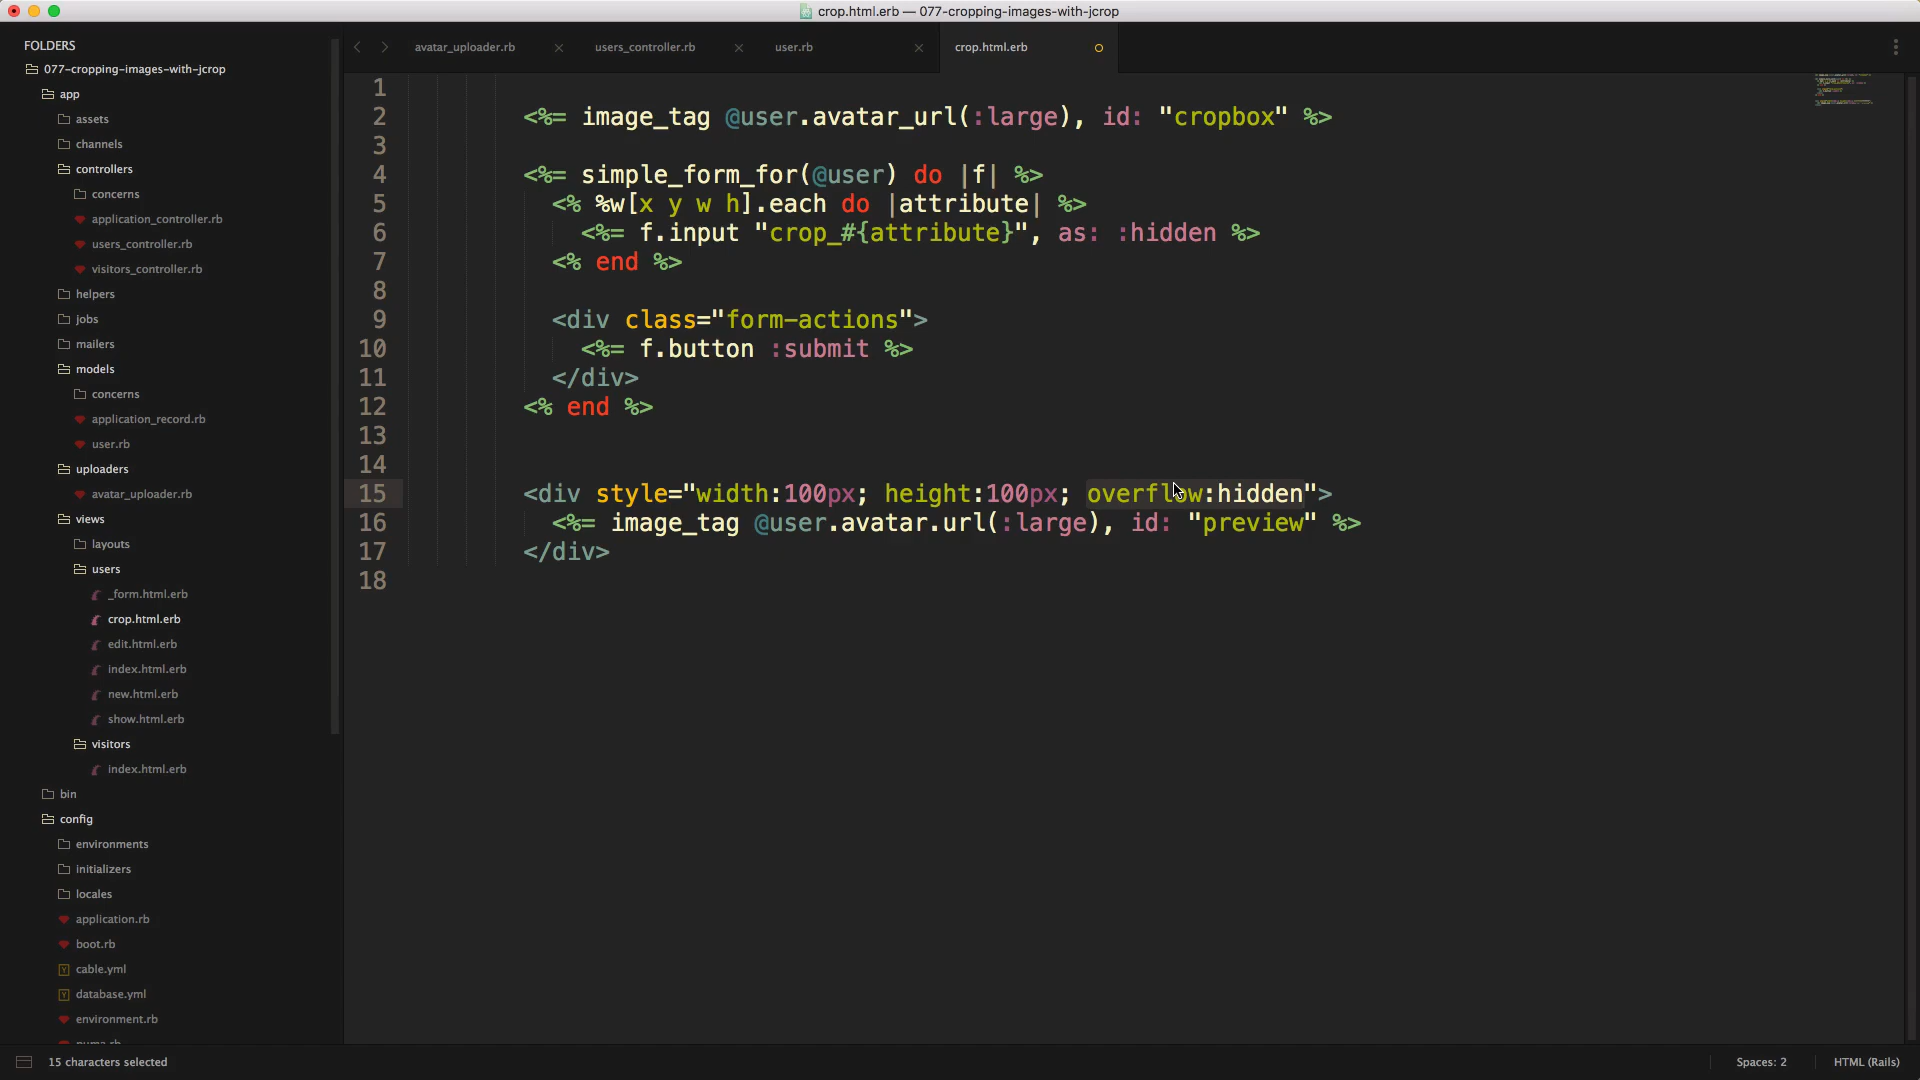 crop.html.erb — 077-cropping-images-with-jcrop
FOLDERS
077-cropping-images-with-jcrop
app
assets
channels
controllers
concerns
application_controller.rb
users_controller.rb
visitors_controller.rb
helpers
jobs
mailers
models
concerns
application_record.rb
user.rb
uploaders
avatar_uploader.rb
views
layouts
users
_form.html.erb
crop.html.erb
edit.html.erb
index.html.erb
new.html.erb
show.html.erb
visitors
index.html.erb
bin
config
environments
initializers
locales
application.rb
boot.rb
cable.yml
database.yml
environment.rb
puma.rb
avatar_uploader.rb users_controller.rb user.rb crop.html.erb
1
2 <%= image_tag @user.avatar_url(:large), id: "cropbox" %>
3
4 <%= simple_form_for(@user) do |f| %>
5 <% %w[x y w h].each do |attribute| %>
6 <%= f.input "crop_#{attribute}", as: :hidden %>
7 <% end %>
8
9 <div class="form-actions">
10 <%= f.button :submit %>
11 </div>
12 <% end %>
13
14
15 <div style="width:100px; height:100px; overflow:hidden">
16 <%= image_tag @user.avatar.url(:large), id: "preview" %>
17 </div>
18
15 characters selected
Spaces: 2 HTML (Rails)